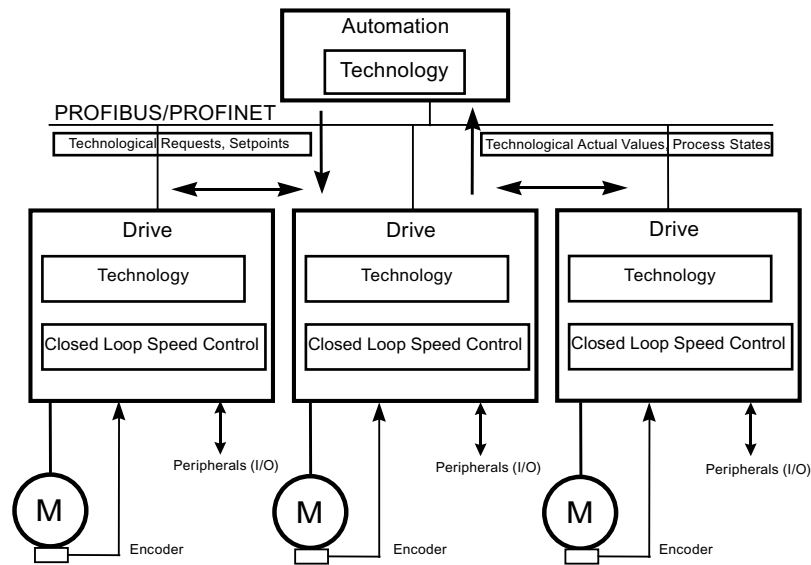 Automation
Technology
PROFIBUS/PROFINET
Technological Requests, Setpoints
Technological Actual Values, Process States
Drive
Technology
Closed Loop Speed Control
Drive
Technology
Closed Loop Speed Control
Drive
Technology
Closed Loop Speed Control
Peripherals (I/O)
Peripherals (I/O)
Peripherals (I/O)
M
M
M
Encoder
Encoder
Encoder